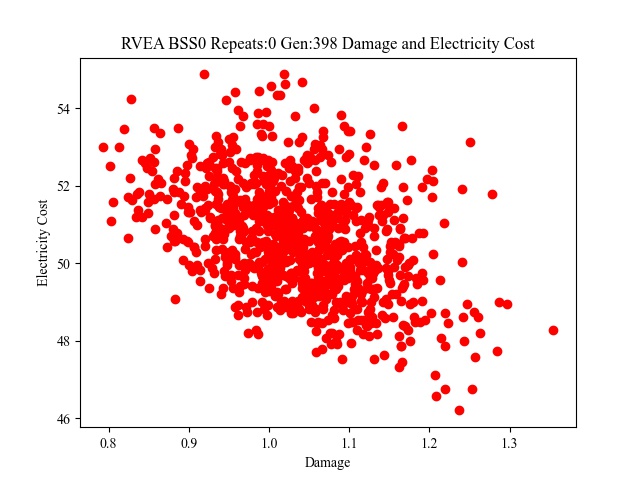 RVEA BSS0 Repeats:0 Gen:398 Damage and Electricity Cost
54
52
50
48
46
Electricity Cost
0.8 0.9 1.0 1.1 1.2 1.3
Damage